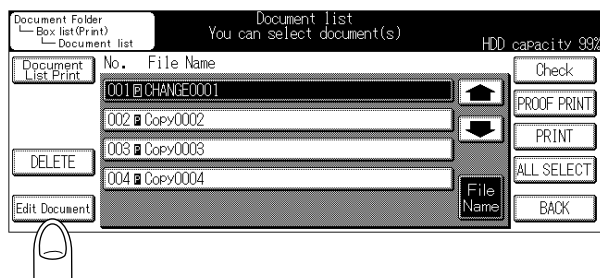 Document Folder
Box list(Print)
Document list
Document list
You can select document(s)
HDD capacity 99%
Document
List Print
No. File Name
001 P CHANGE0001
002 P Copy0002
003 P Copy0003
004 P Copy0004
DELETE
Edit Document
File
Name
Check
PROOF PRINT
PRINT
ALL SELECT
BACK